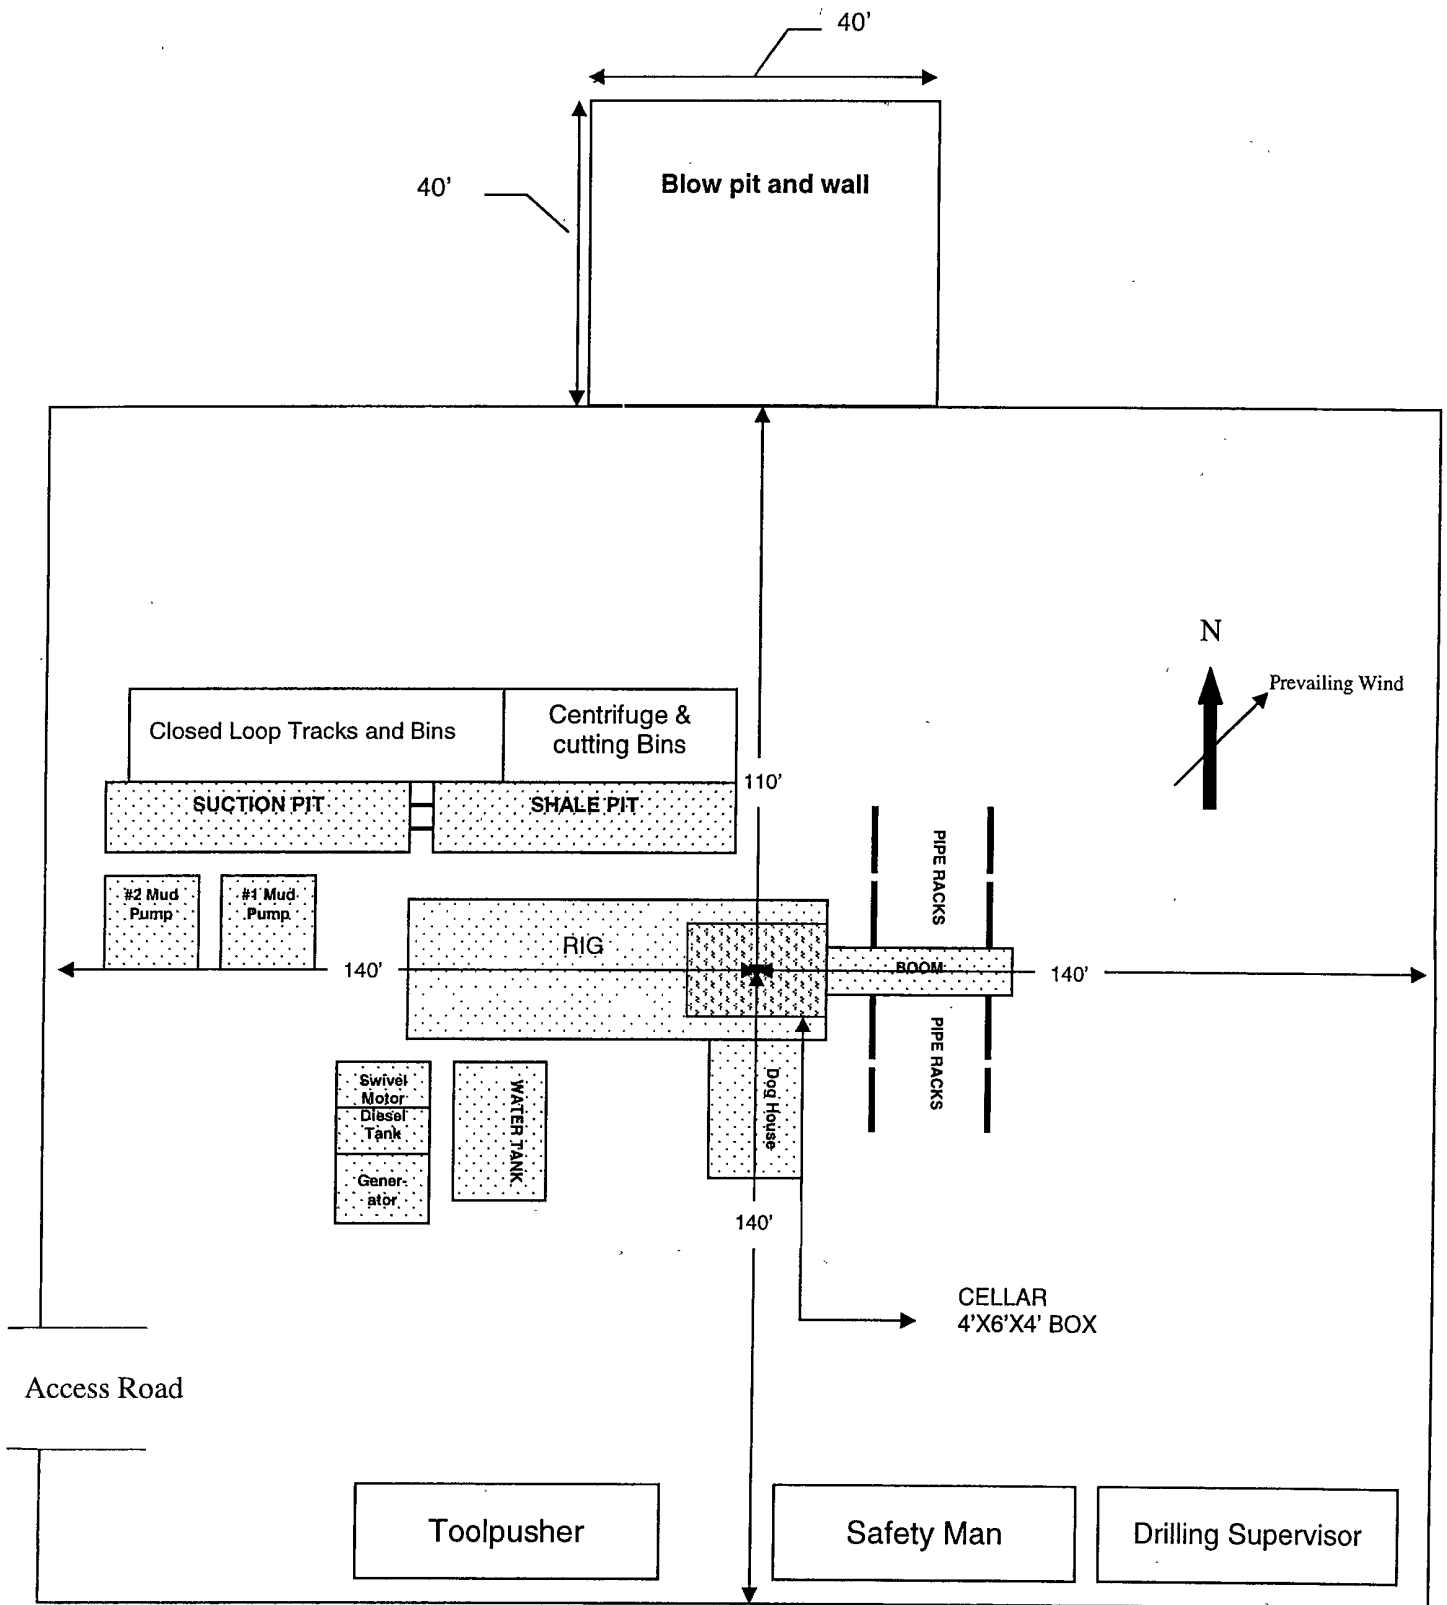 40'
40'
Blow pit and wall
N
Prevailing Wind
Closed Loop Tracks and Bins
Centrifuge &
cutting Bins
110'
SUCTION PIT
SHALE PIT
PIPE RACKS
#2 Mud
Pump
#1 Mud
Pump
RIG
140'
BOOM
140'
PIPE RACKS
Swivel
Motor
Diesel
Tank
Gener-
ator
WATER TANK
Dog House
140'
CELLAR
4'X6'X4' BOX
Access Road
Toolpusher
Safety Man
Drilling Supervisor